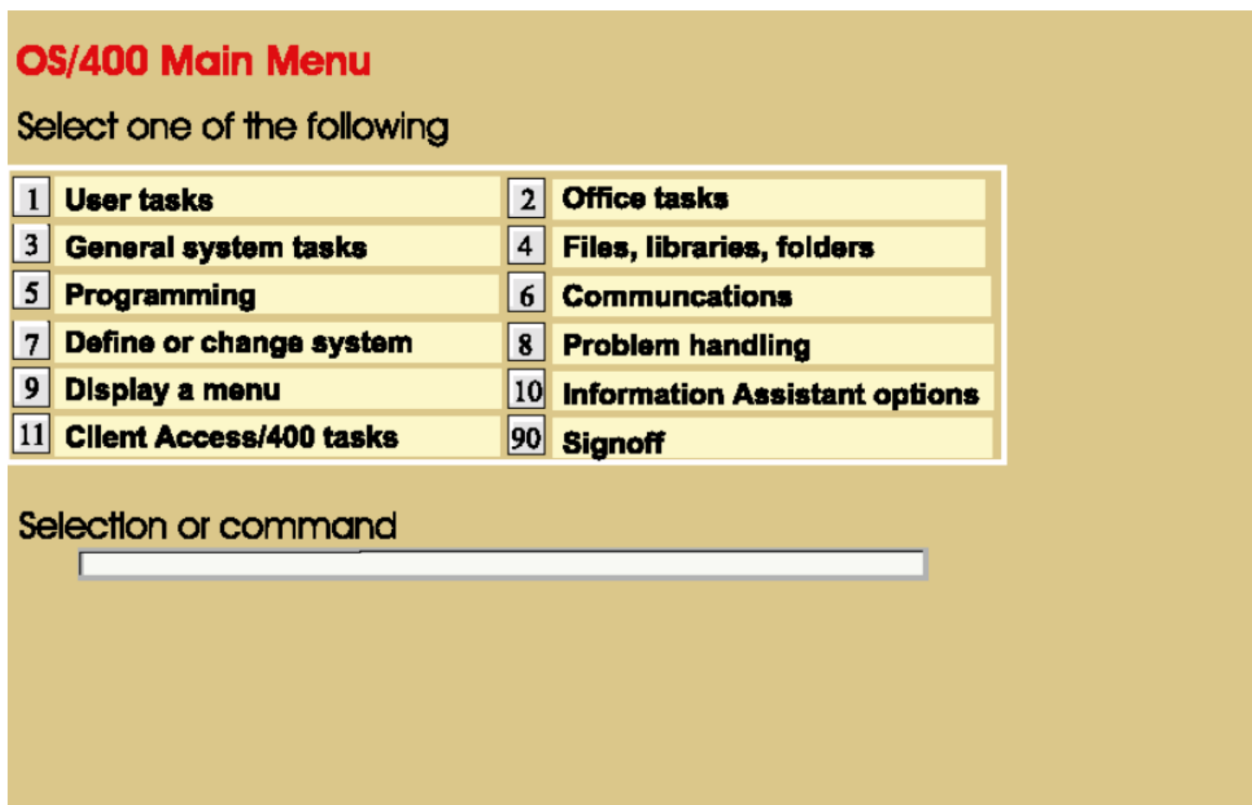 OS/400 Main Menu
Select one of the following
1 User tasks 2 Office tasks
3 General system tasks 4 Files, libraries, folders
5 Programming 6 Communcations
7 Define or change system 8 Problem handling
9 Display a menu 10 Information Assistant options
11 Client Access/400 tasks 90 Signoff
Selection or command